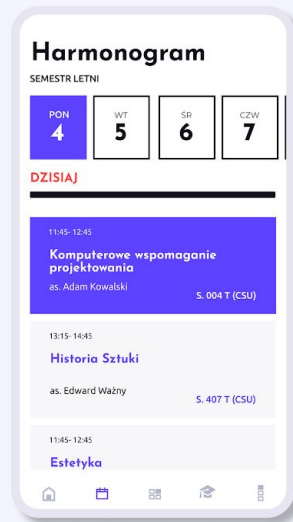 Harmonogram
SEMESTR LETNI
PON WT ŚR CZW
4 5 6 7
DZISIAJ
11:45- 12:45
Komputerowe wspomaganie
projektowania
as. Adam Kowalski
S. 004 T (CSU)
13:15- 14:45
Historia Sztuki
as. Edward Ważny
S. 407 T (CSU)
11:45- 12:45
Estetyka